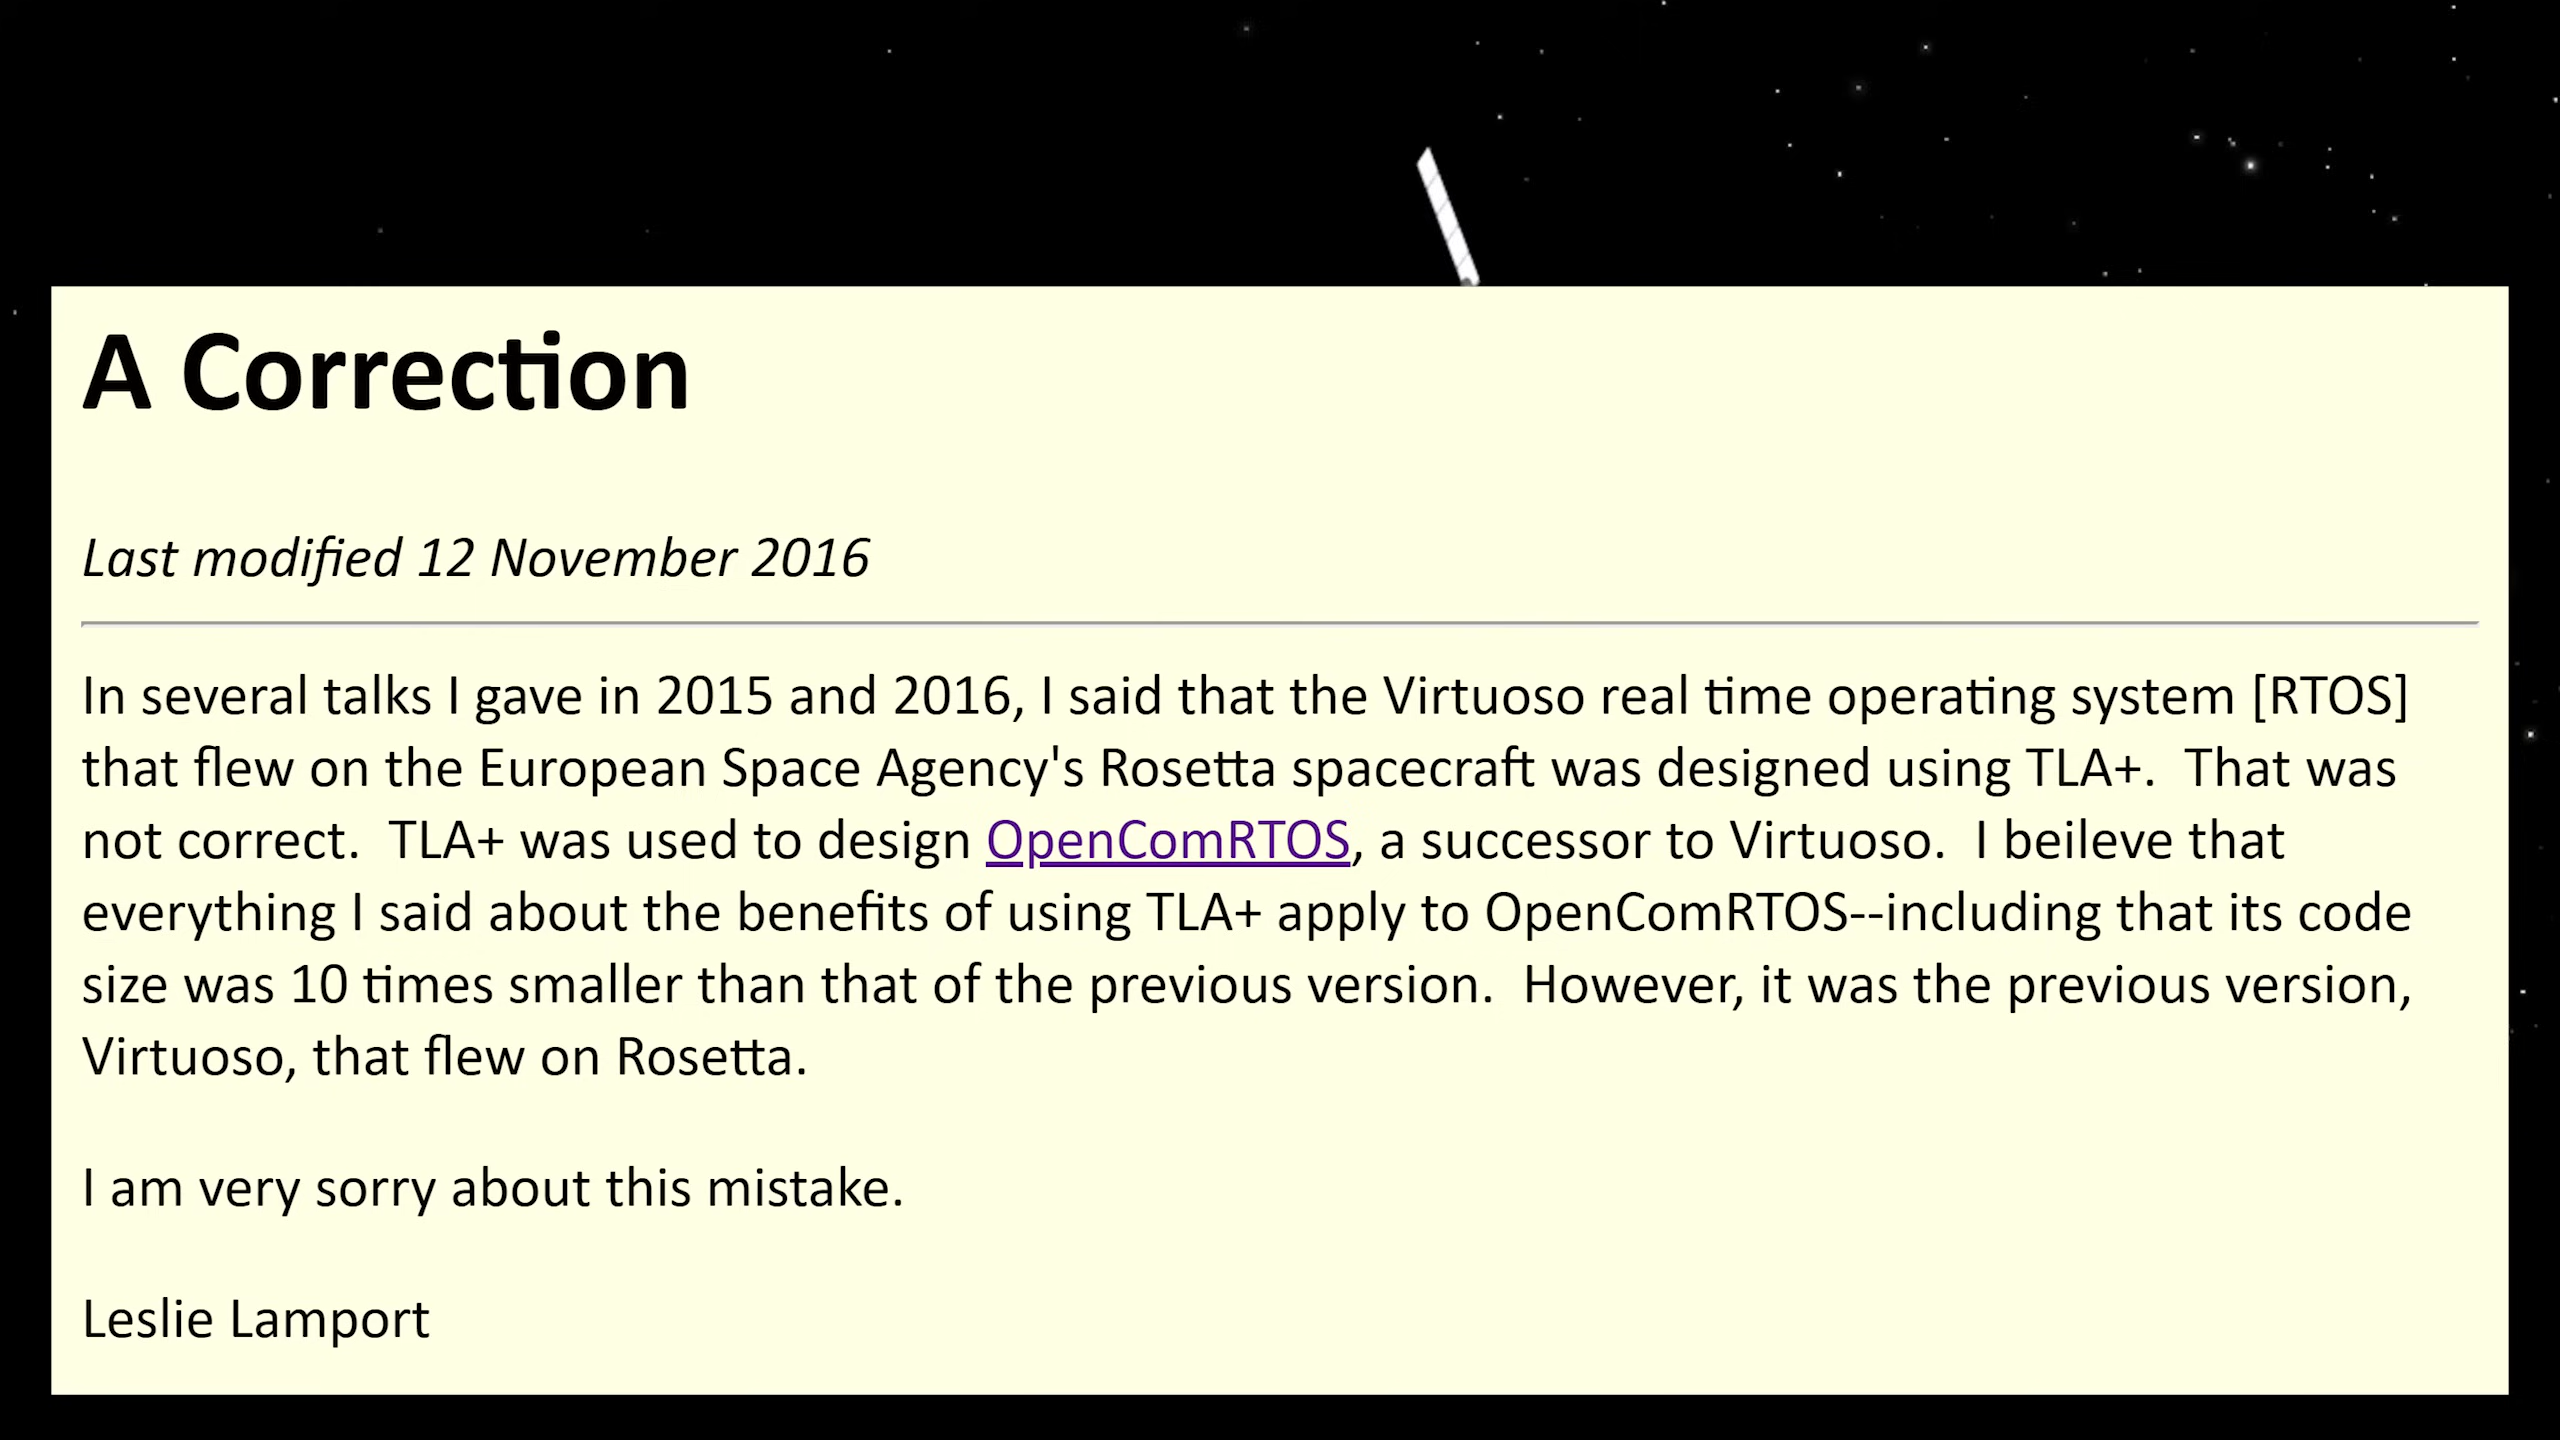 A Correction
Last modified 12 November 2016
In several talks I gave in 2015 and 2016, I said that the Virtuoso real time operating system [RTOS]
that flew on the European Space Agency's Rosetta spacecraft was designed using TLA+.  That was
not correct.  TLA+ was used to design OpenComRTOS, a successor to Virtuoso.  I beileve that
everything I said about the benefits of using TLA+ apply to OpenComRTOS--including that its code
size was 10 times smaller than that of the previous version.  However, it was the previous version,
Virtuoso, that flew on Rosetta.
I am very sorry about this mistake.
Leslie Lamport